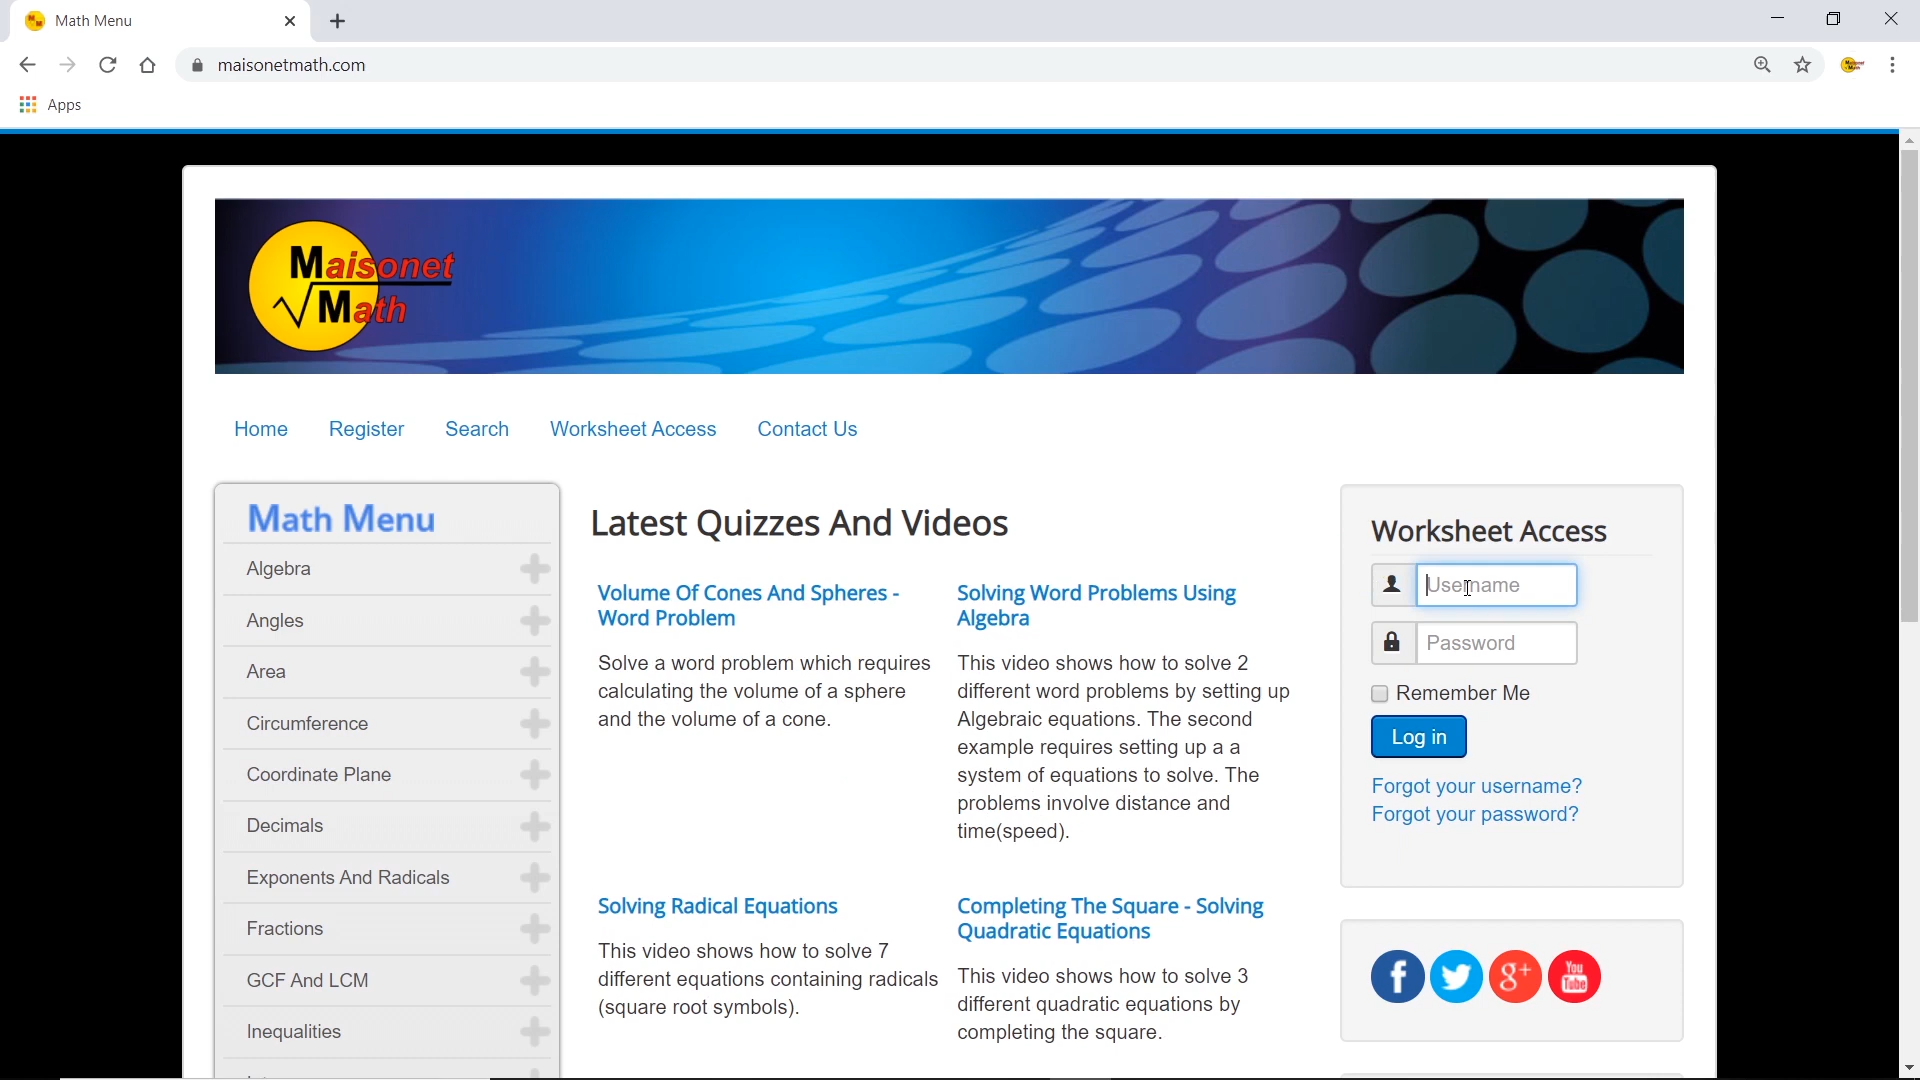 Math Menu
maisonetmath.com
Apps
Maisonet
Math
Home Register Search Worksheet Access Contact Us
Math Menu
Algebra
Angles
Area
Circumference
Coordinate Plane
Decimals
Exponents And Radicals
Fractions
GCF And LCM
Inequalities
Latest Quizzes And Videos
Volume Of Cones And Spheres -
Word Problem
Solve a word problem which requires
calculating the volume of a sphere
and the volume of a cone.
Solving Word Problems Using
Algebra
This video shows how to solve 2
different word problems by setting up
Algebraic equations. The second
example requires setting up a a
system of equations to solve. The
problems involve distance and
time(speed).
Solving Radical Equations
This video shows how to solve 7
different equations containing radicals
(square root symbols).
Completing The Square - Solving
Quadratic Equations
This video shows how to solve 3
different quadratic equations by
completing the square.
Worksheet Access
Username
Password
Remember Me
Log in
Forgot your username?
Forgot your password?
f g+ You
Tube